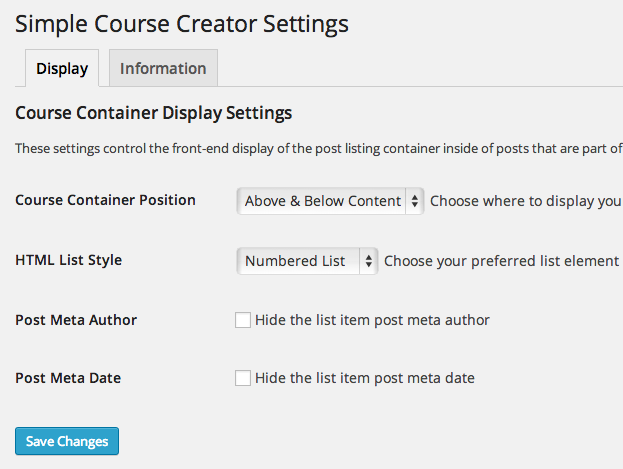 Simple Course Creator Settings
Display Information
Course Container Display Settings
These settings control the front-end display of the post listing container inside of posts that are part of
Course Container Position Above & Below Content Choose where to display you
HTML List Style Numbered List Choose your preferred list element
Post Meta Author Hide the list item post meta author
Post Meta Date Hide the list item post meta date
Save Changes